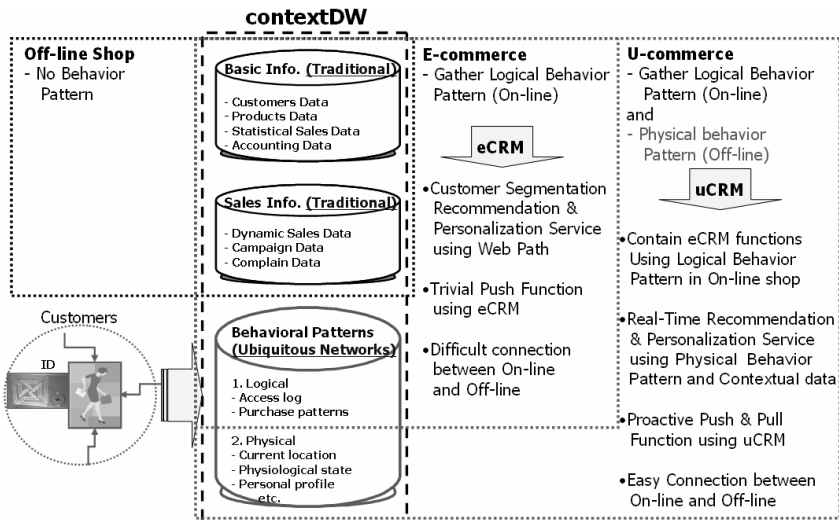 contextDW
Off-line Shop
- No Behavior
Pattern
Basic Info. (Traditional)
- Customers Data
- Products Data
- Statistical Sales Data
- Accounting Data
Sales Info. (Traditional)
- Dynamic Sales Data
- Campaign Data
- Complain Data
Customers
ID
Behavioral Patterns
(Ubiquitous Networks)
1. Logical
- Access log
- Purchase patterns
2. Physical
- Current location
- Physiological state
- Personal profile
etc.
E-commerce
- Gather Logical Behavior
Pattern (On-line)
eCRM
•Customer Segmentation
Recommendation &
Personalization Service
using Web Path
•Trivial Push Function
using eCRM
•Difficult connection
between On-line
and Off-line
U-commerce
- Gather Logical Behavior
Pattern (On-line)
and
- Physical behavior
Pattern (Off-line)
uCRM
•Contain eCRM functions
Using Logical Behavior
Pattern in On-line shop
•Real-Time Recommendation
& Personalization Service
using Physical Behavior
Pattern and Contextual data
•Proactive Push & Pull
Function using uCRM
•Easy Connection between
On-line and Off-line